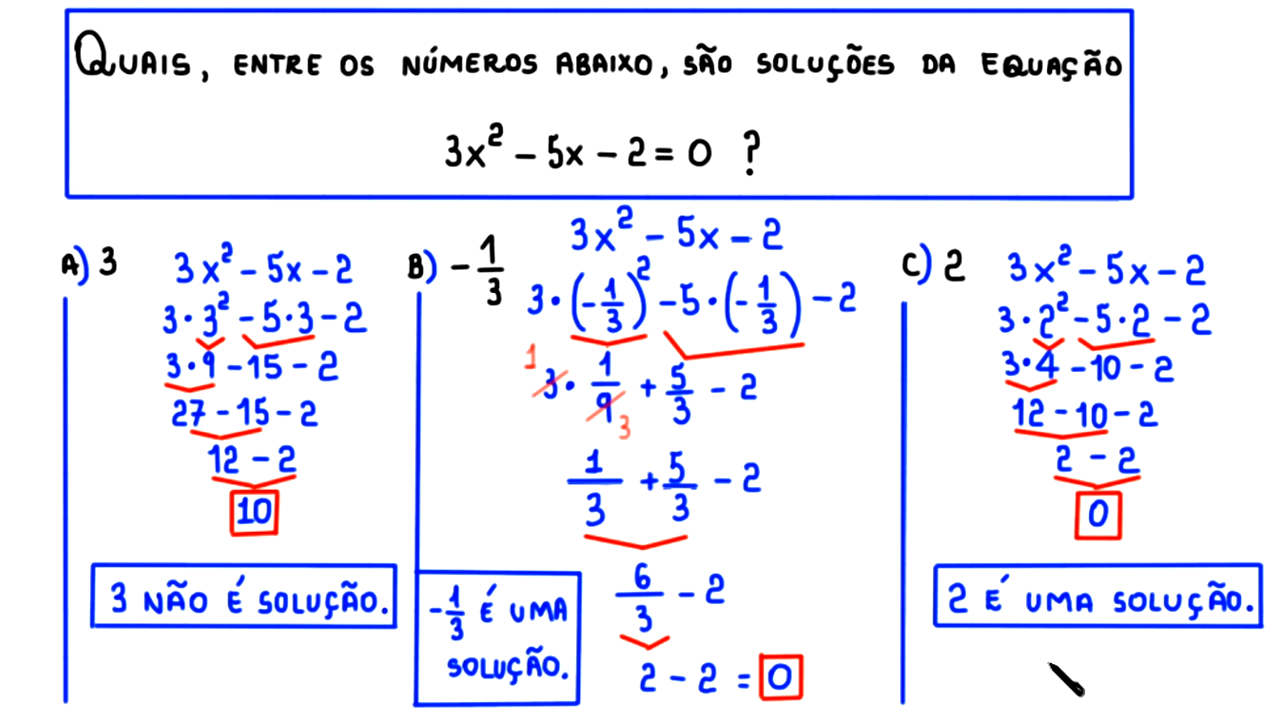 QUAIS, ENTRE OS NÚMEROS ABAIXO, SÃO SOLUÇÕES DA EQUAÇÃO
3x² - 5x - 2 = 0 ?
A) 3
3x² - 5x - 2
3·3² - 5·3 - 2
3·9 - 15 - 2
27 - 15 - 2
12 - 2
10
3 NÃO É SOLUÇÃO.
B) -1/3
3x² - 5x - 2
3·(-1/3)² - 5·(-1/3) - 2
1 3·1/9 3 + 5/3 - 2
1/3 + 5/3 - 2
6/3 - 2
2 - 2 = 0
-1/3 É UMA
SOLUÇÃO.
C) 2
3x² - 5x - 2
3·2² - 5·2 - 2
3·4 - 10 - 2
12 - 10 - 2
2 - 2
0
2 É UMA SOLUÇÃO.